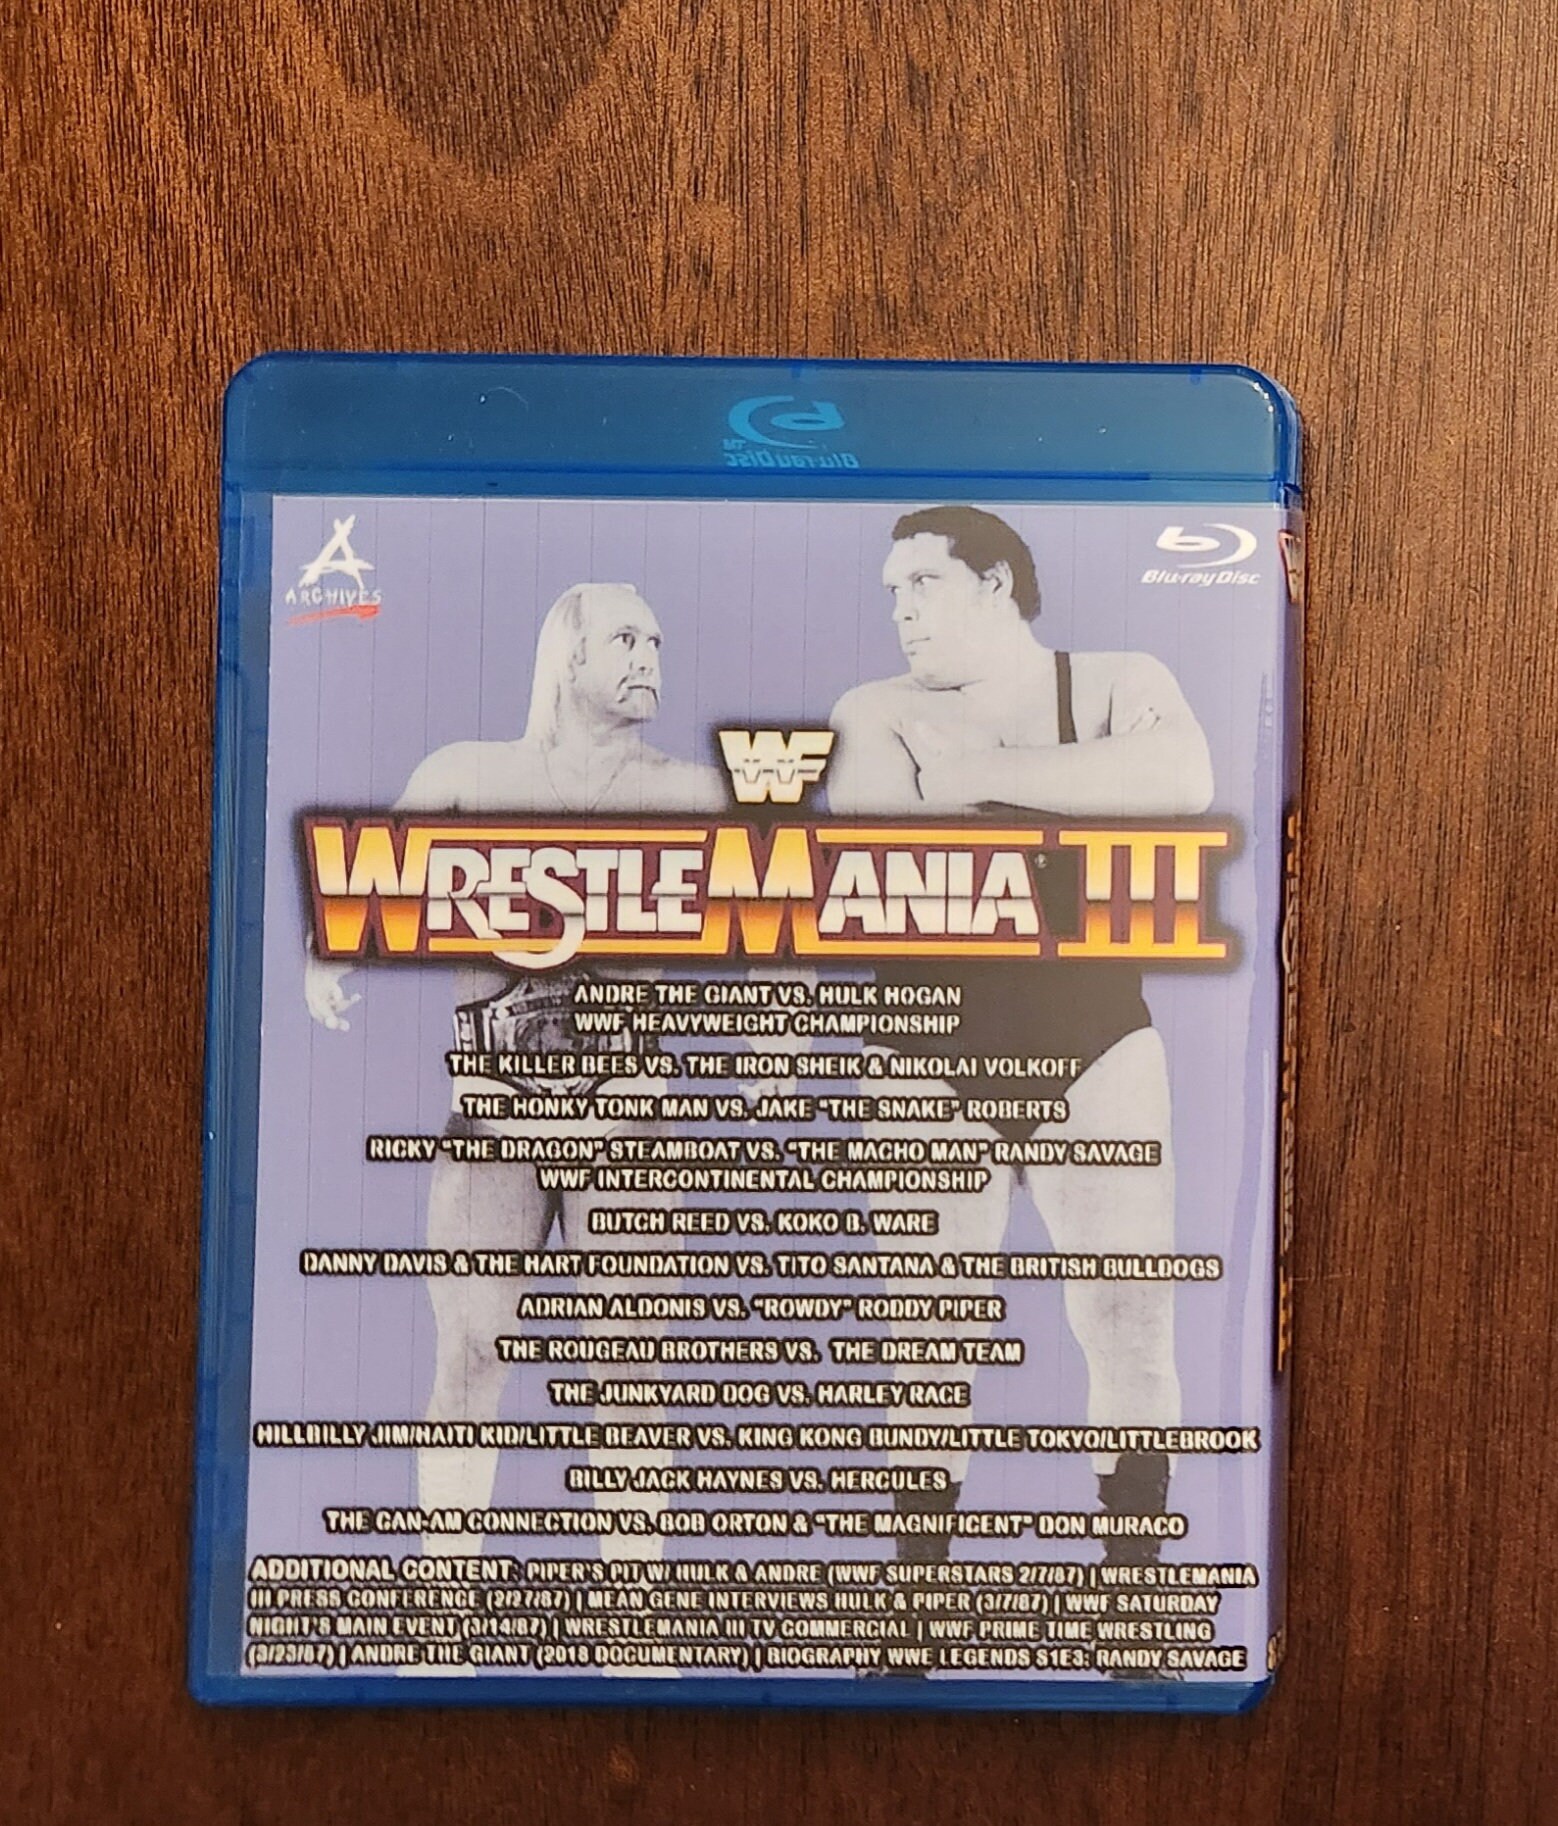 Blu-ray Disc
TM
A
ARCHIVES
Blu-ray Disc
WF
WRESTLEMANIA® III
ANDRE THE GIANT VS. HULK HOGAN
WWF HEAVYWEIGHT CHAMPIONSHIP
THE KILLER BEES VS. THE IRON SHEIK & NIKOLAI VOLKOFF
THE HONKY TONK MAN VS. JAKE "THE SNAKE" ROBERTS
RICKY "THE DRAGON" STEAMBOAT VS. "THE MACHO MAN" RANDY SAVAGE
WWF INTERCONTINENTAL CHAMPIONSHIP
BUTCH REED VS. KOKO B. WARE
DANNY DAVIS & THE HART FOUNDATION VS. TITO SANTANA & THE BRITISH BULLDOGS
ADRIAN ALDONIS VS. "ROWDY" RODDY PIPER
THE ROUGEAU BROTHERS VS. THE DREAM TEAM
THE JUNKYARD DOG VS. HARLEY RACE
HILLBILLY JIM/HAITI KID/LITTLE BEAVER VS. KING KONG BUNDY/LITTLE TOKYO/LITTLEBROOK
BILLY JACK HAYNES VS. HERCULES
THE CAN-AM CONNECTION VS. BOB ORTON & "THE MAGNIFICENT" DON MURACO
ADDITIONAL CONTENT: PIPER'S PIT W/ HULK & ANDRE (WWF SUPERSTARS 2/7/87) | WRESTLEMANIA
III PRESS CONFERENCE (2/27/87) | MEAN GENE INTERVIEWS HULK & PIPER (3/7/87) | WWF SATURDAY
NIGHT'S MAIN EVENT (3/14/87) | WRESTLEMANIA III TV COMMERCIAL | WWF PRIME TIME WRESTLING
(3/23/87) | ANDRE THE GIANT (2018 DOCUMENTARY) | BIOGRAPHY WWE LEGENDS S1E3: RANDY SAVAGE